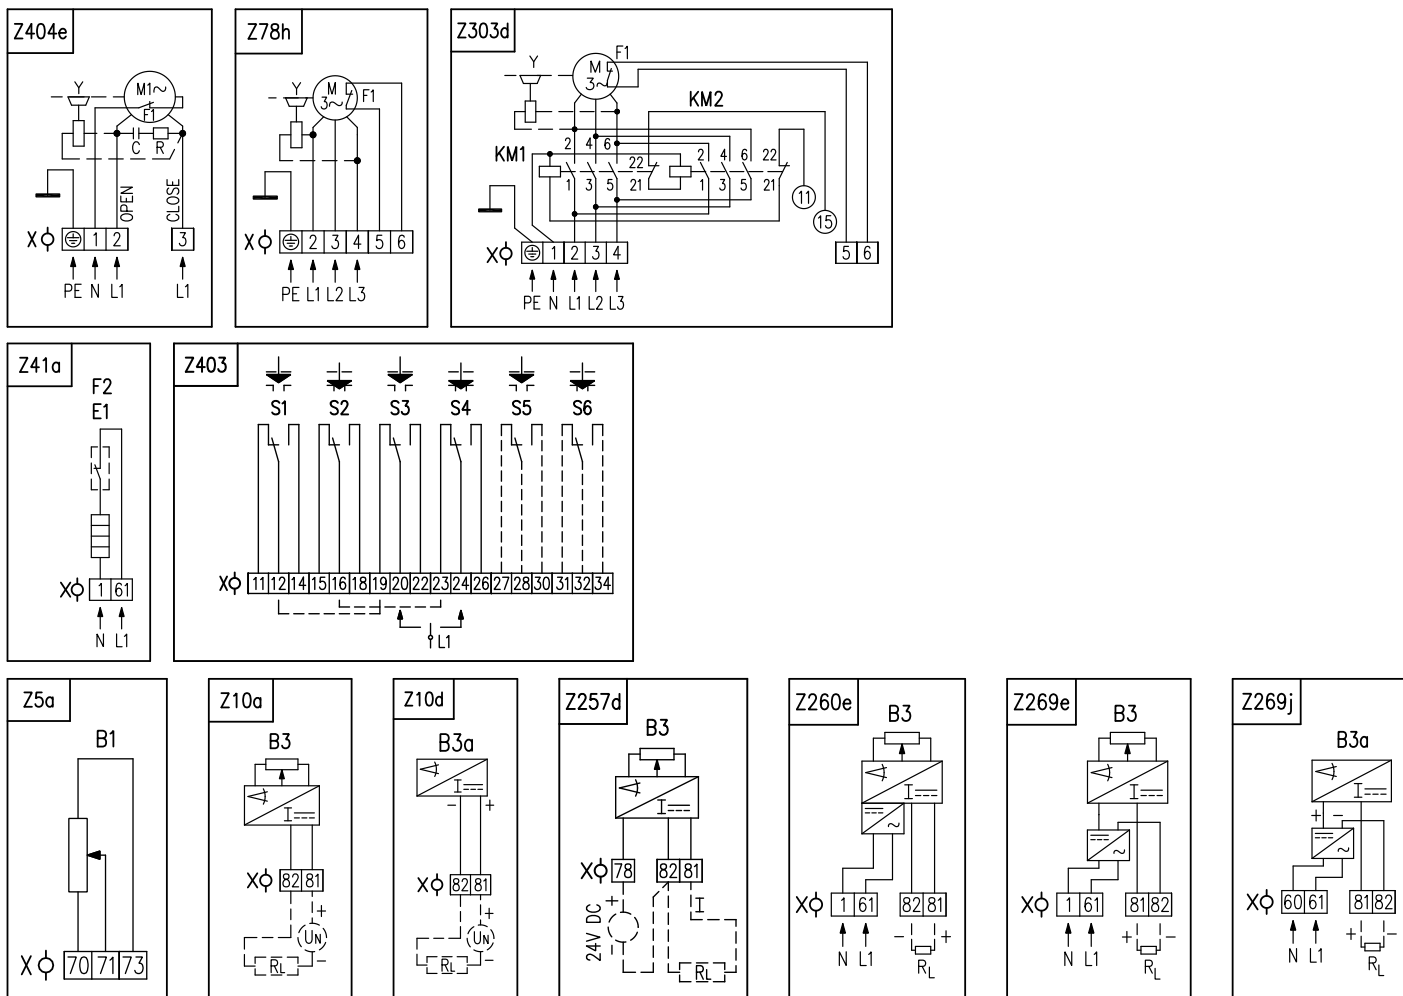 Z404e
Y
M1~
F1
C R
OPEN
CLOSE
X 1 2 3
PE N L1 L1
Z78h
Y
M
3~
F1
X 2 3 4 5 6
PE L1 L2 L3
Z303d
Y
F1
M
3~
KM2
KM1
2 4 6 22 2 4 6 22
1 3 5 21 1 3 5 21
11
15
X 1 2 3 4 5 6
PE N L1 L2 L3
Z41a
F2
E1
X 1 61
N L1
Z403
S1 S2 S3 S4 S5 S6
X 11 12 14 15 16 18 19 20 22 23 24 26 27 28 30 31 32 34
L1
Z5a
B1
X 70 71 73
Z10a
B3
I
X 82 81
+
UN
-
RL
Z10d
B3a
I
- +
X 82 81
+
UN
-
RL
Z257d
B3
I
X 78 82 81
+
24V DC
-
I
RL
Z260e
B3
I
~
X 1 61 82 81
- +
N L1 RL
Z269e
B3
I
~
X 1 61 81 82
+ -
N L1 RL
Z269j
B3a
I
+ -
~
X 60 61 81 82
+ -
N L1 RL